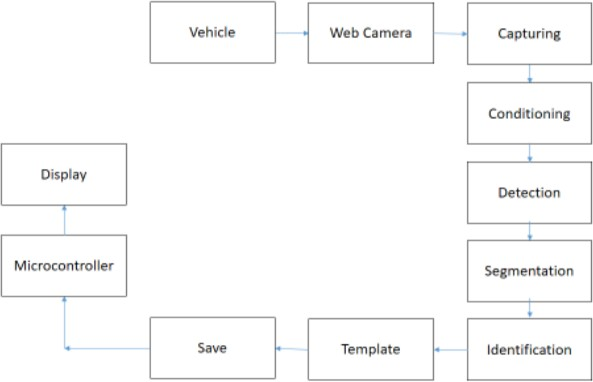 Vehicle
Web Camera
Capturing
Conditioning
Detection
Segmentation
Identification
Template
Save
Microcontroller
Display